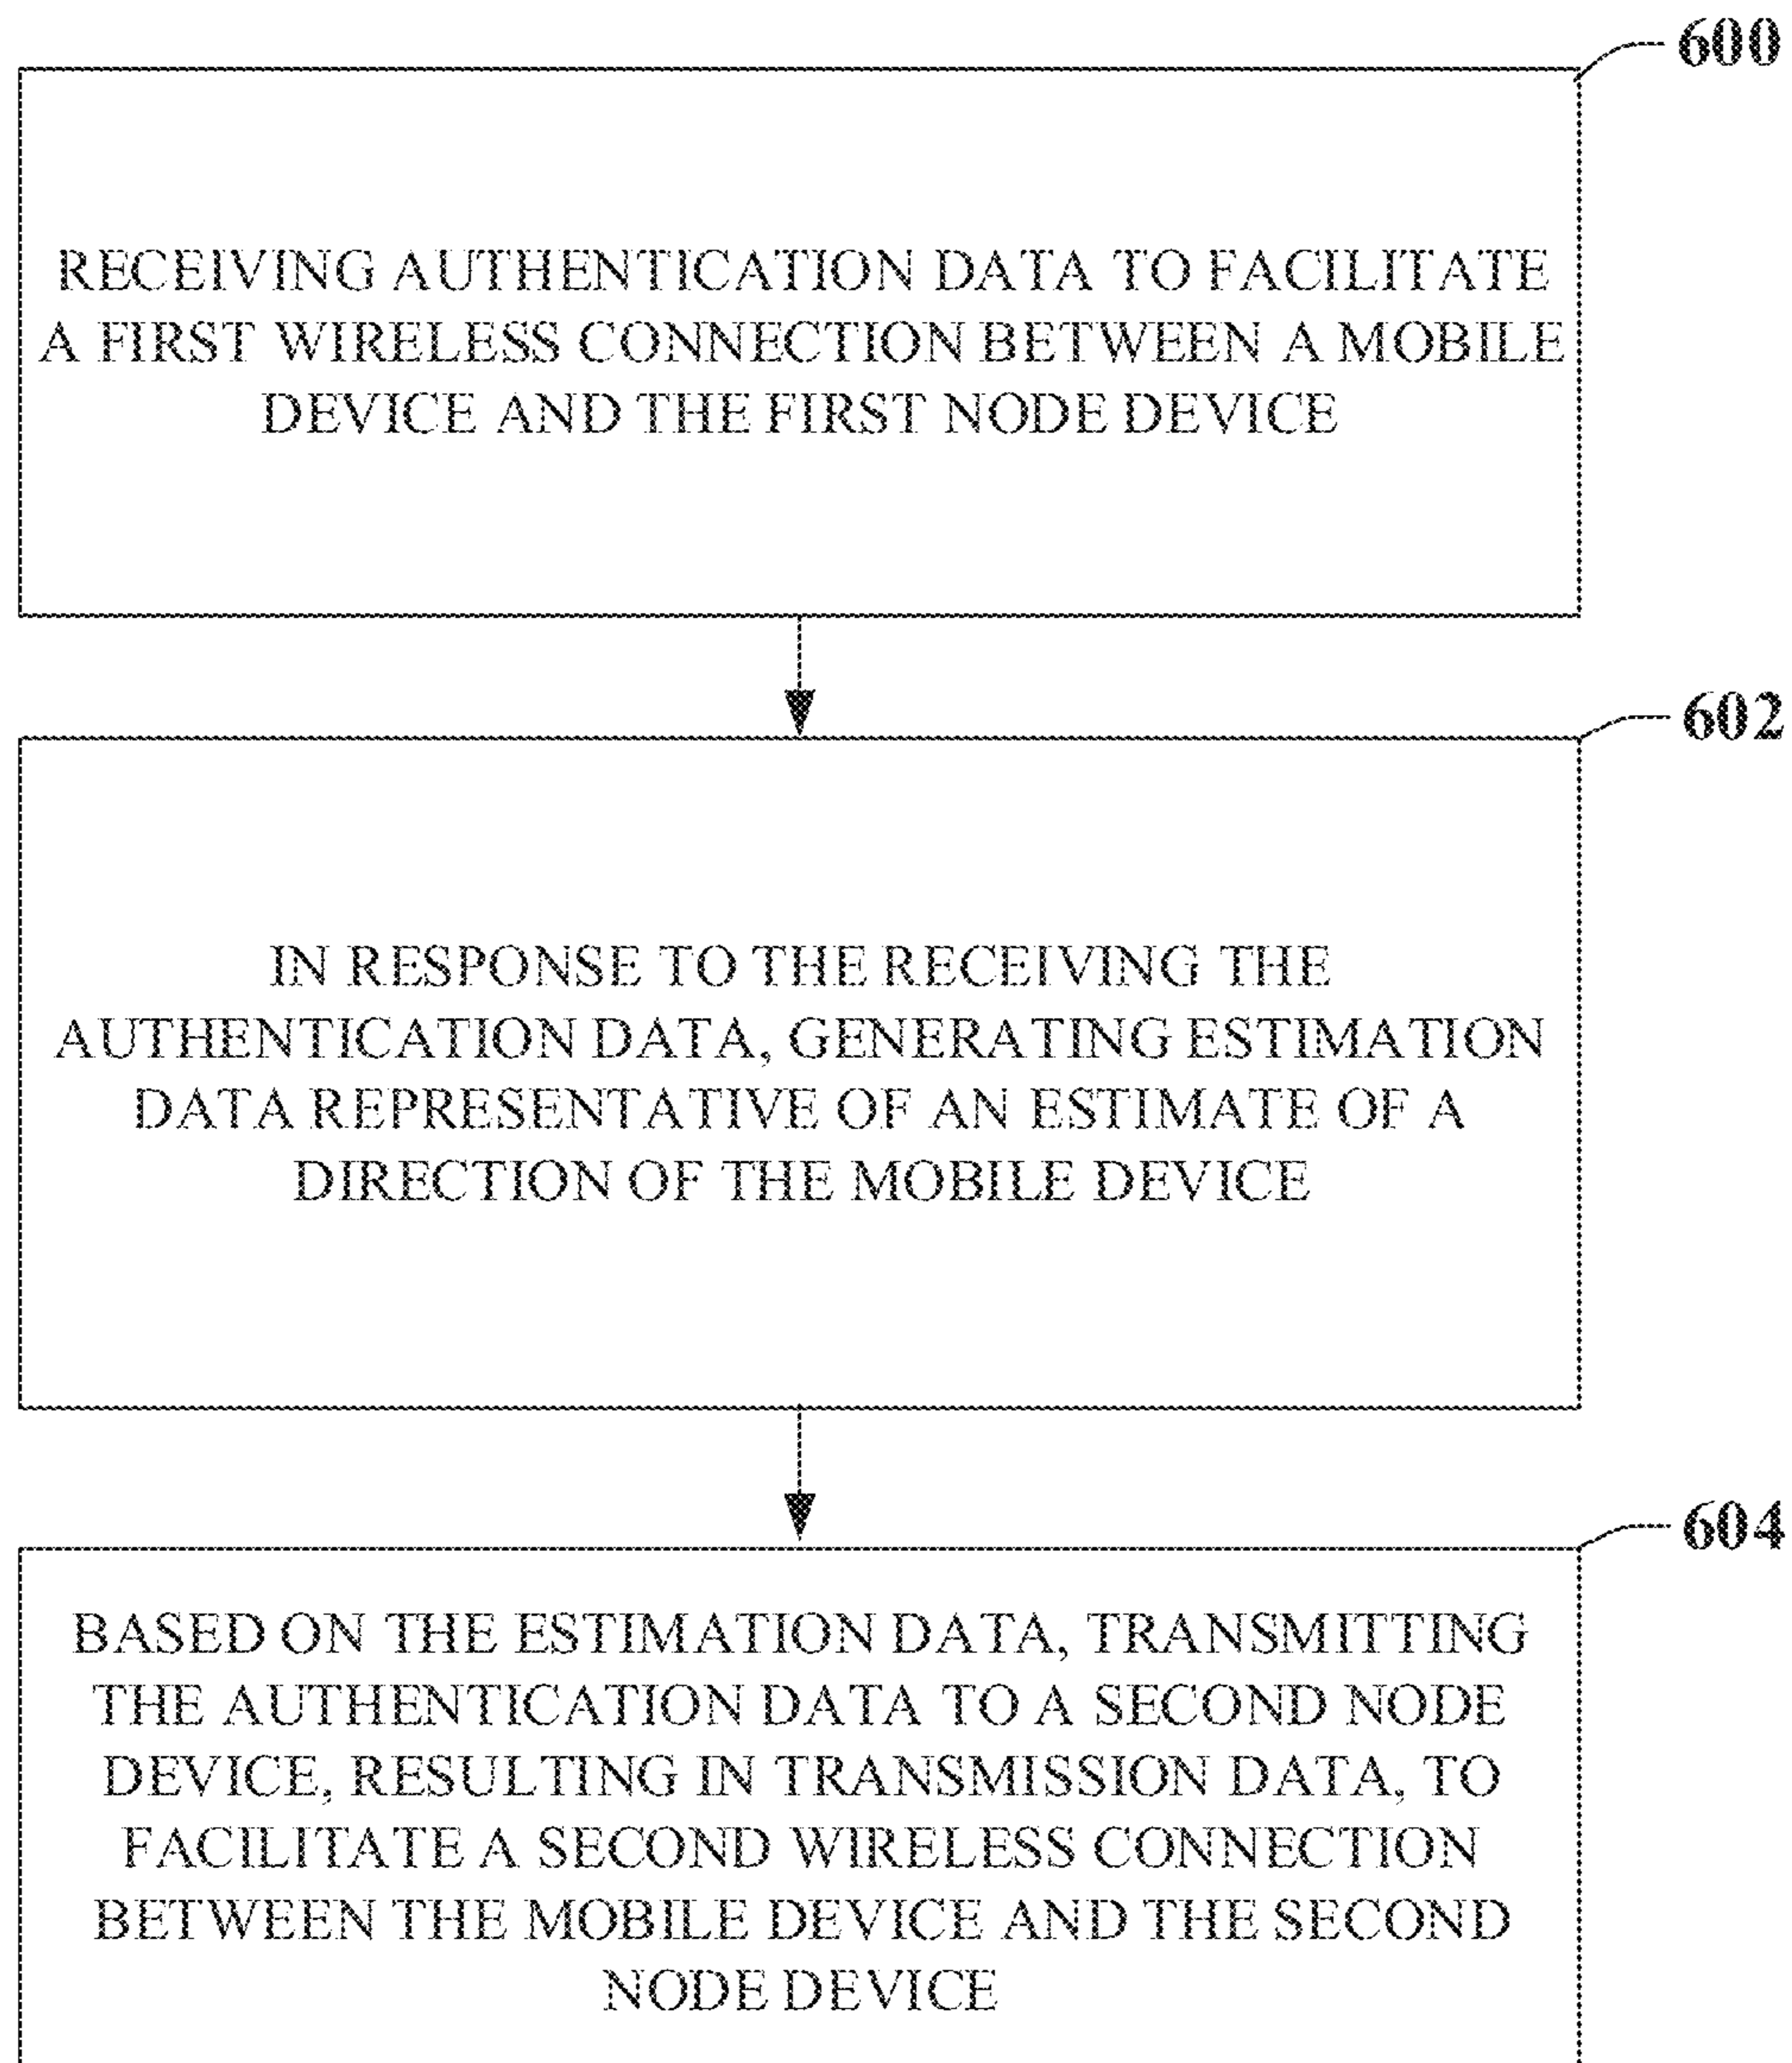 600
RECEIVING AUTHENTICATION DATA TO FACILITATE
A FIRST WIRELESS CONNECTION BETWEEN A MOBILE
DEVICE AND THE FIRST NODE DEVICE
602
IN RESPONSE TO THE RECEIVING THE
AUTHENTICATION DATA, GENERATING ESTIMATION
DATA REPRESENTATIVE OF AN ESTIMATE OF A
DIRECTION OF THE MOBILE DEVICE
604
BASED ON THE ESTIMATION DATA, TRANSMITTING
THE AUTHENTICATION DATA TO A SECOND NODE
DEVICE, RESULTING IN TRANSMISSION DATA, TO
FACILITATE A SECOND WIRELESS CONNECTION
BETWEEN THE MOBILE DEVICE AND THE SECOND
NODE DEVICE